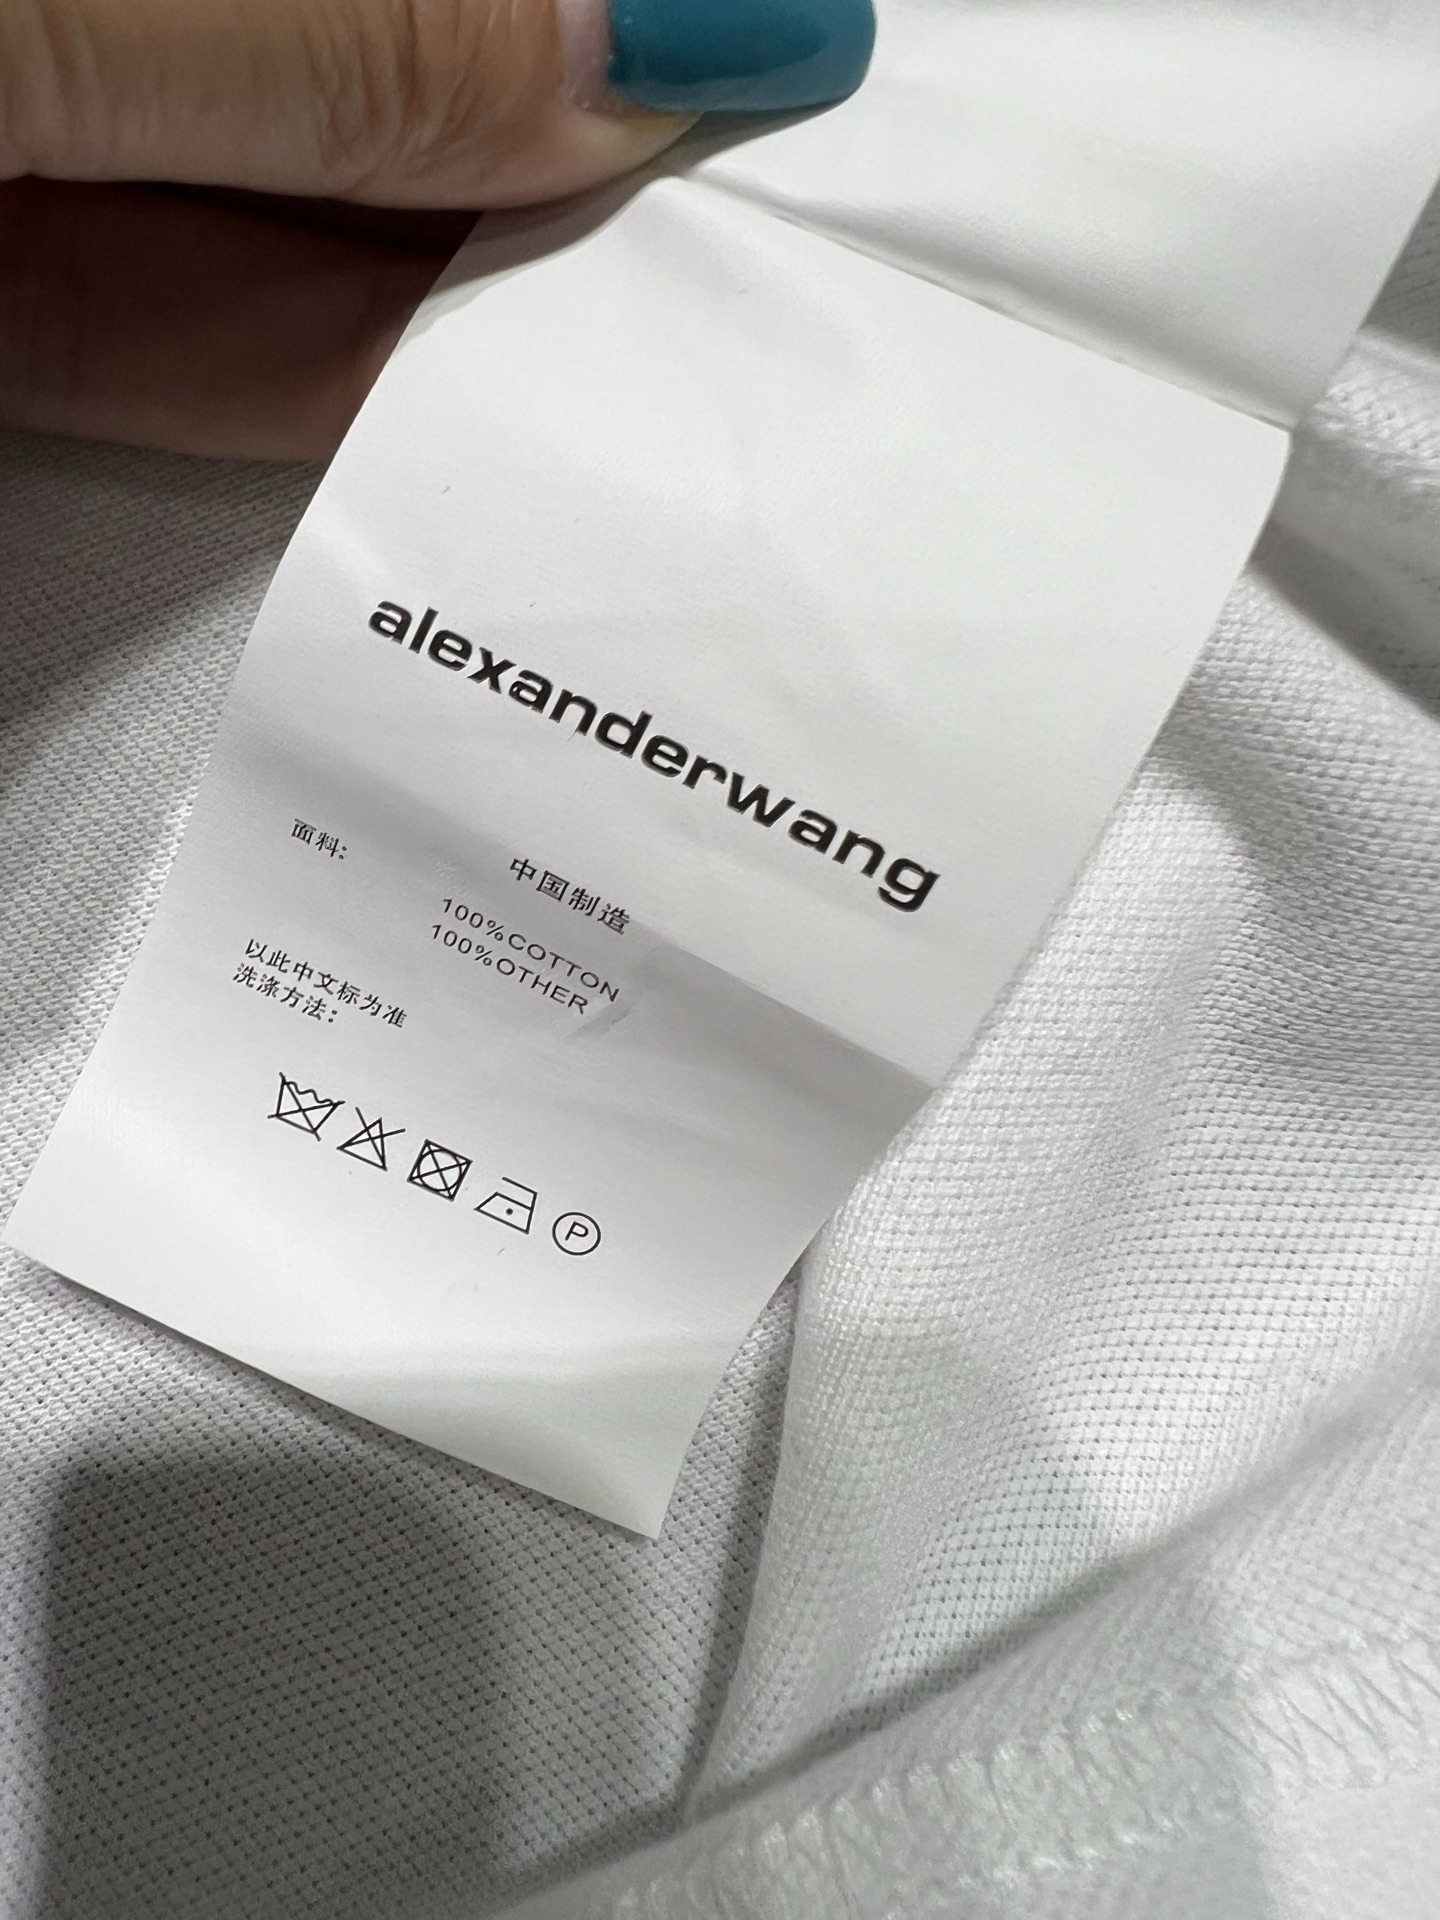 alexanderwang
中国制造
面料:
100%COTTON
100%OTHER
以此中文标为准
洗涤方法:
P